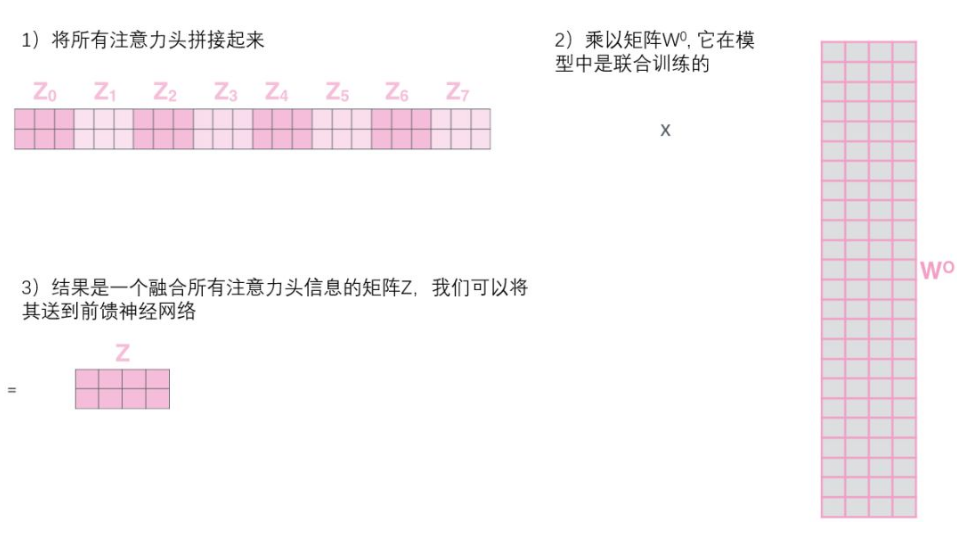 1）将所有注意力头拼接起来
2）乘以矩阵W⁰, 它在模
型中是联合训练的
Z₀ Z₁ Z₂ Z₃ Z₄ Z₅ Z₆ Z₇
x
Wᴼ
3）结果是一个融合所有注意力头信息的矩阵Z，我们可以将
其送到前馈神经网络
Z
=